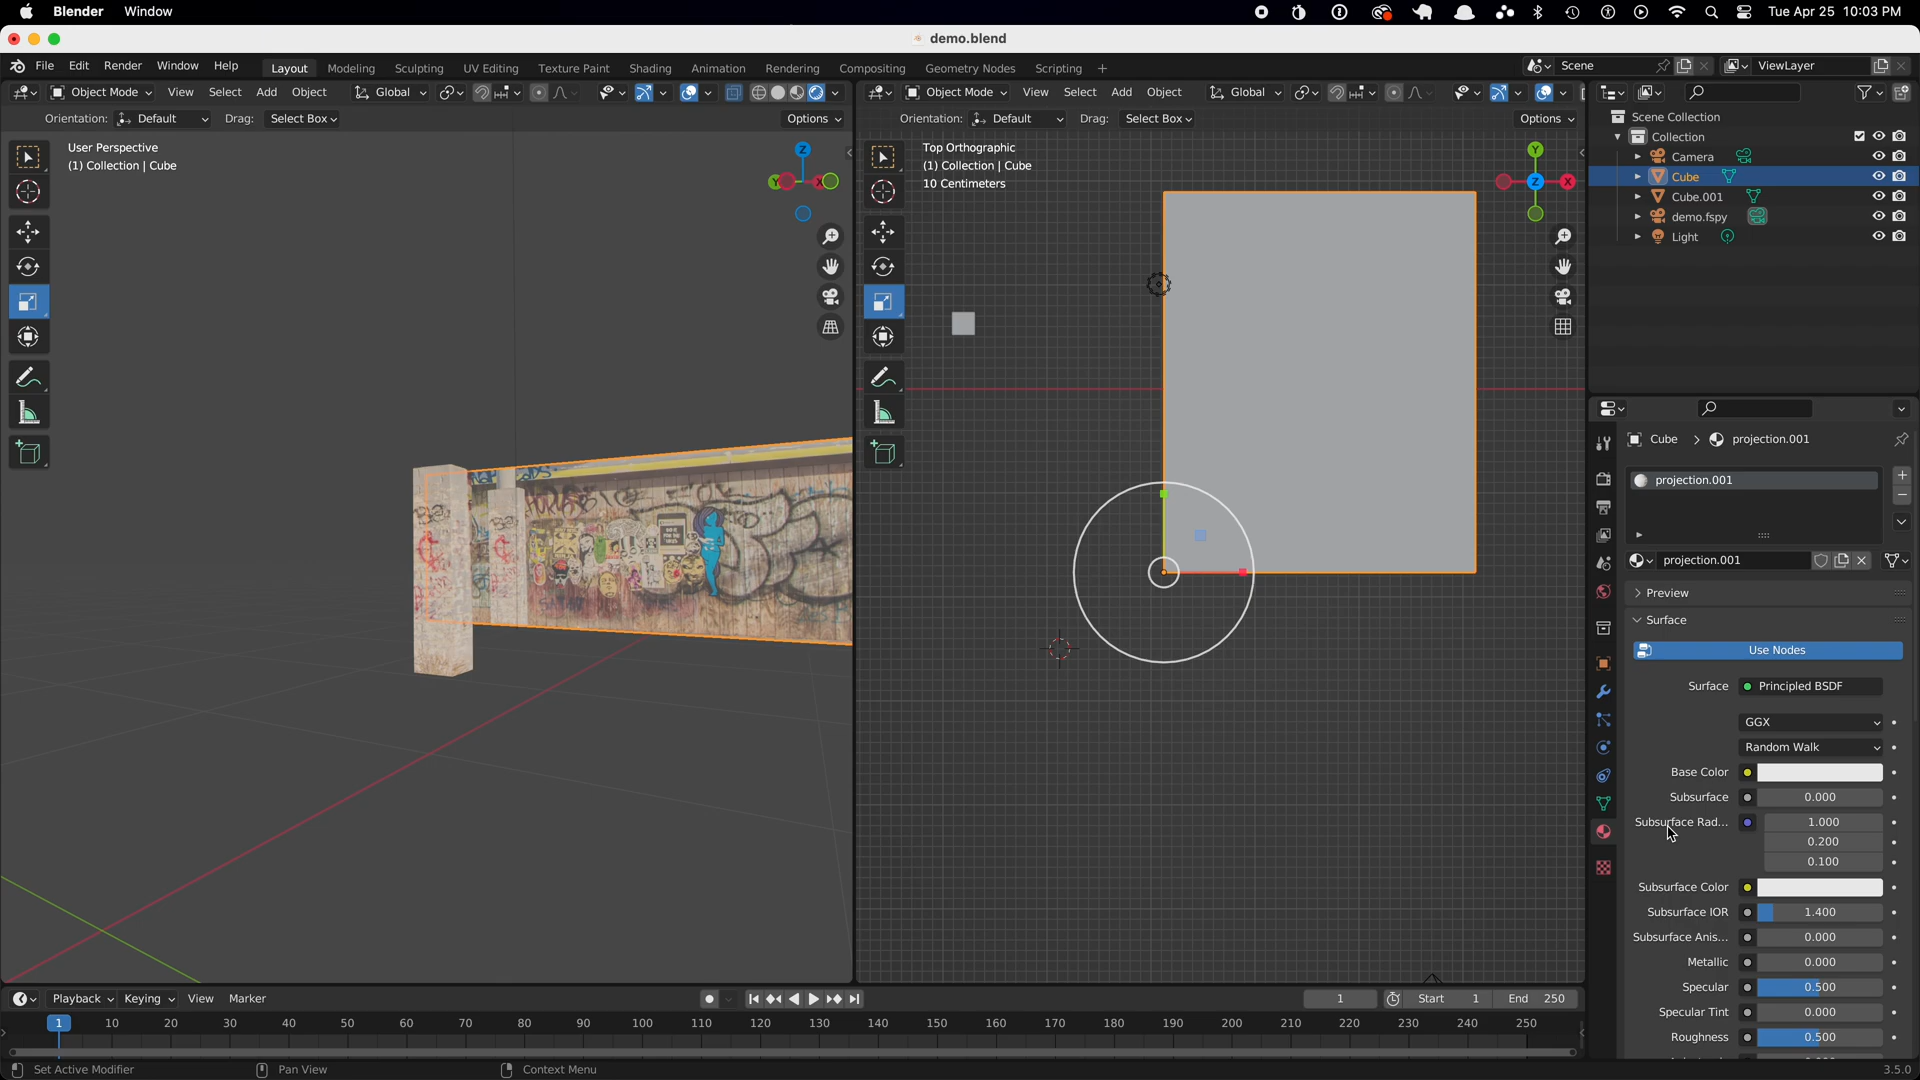 Blender Window Tue Apr 25 10:03 PM
demo.blend
File Edit Render Window Help Layout Modeling Sculpting UV Editing Texture Paint Shading Animation Rendering Compositing Geometry Nodes Scripting + Scene ViewLayer
Object Mode View Select Add Object Global
Object Mode View Select Add Object Global
Orientation: Default Drag: Select Box Options
Orientation: Default Drag: Select Box Options
User Perspective
(1) Collection | Cube
Top Orthographic
(1) Collection | Cube
10 Centimeters
Z
Y
X
Y
Z
X
Scene Collection
Collection
Camera
Cube
Cube.001
demo.fspy
Light
Cube > projection.001
projection.001
projection.001
Preview
Surface
Use Nodes
Surface Principled BSDF
GGX
Random Walk
Base Color
Subsurface 0.000
Subsurface Rad... 1.000
0.200
0.100
Subsurface Color
Subsurface IOR 1.400
Subsurface Anis... 0.000
Metallic 0.000
Specular 0.500
Specular Tint 0.000
Roughness 0.500
Playback Keying View Marker 1 Start 1 End 250
1 10 20 30 40 50 60 70 80 90 100 110 120 130 140 150 160 170 180 190 200 210 220 230 240 250
Set Active Modifier Pan View Context Menu 3.5.0